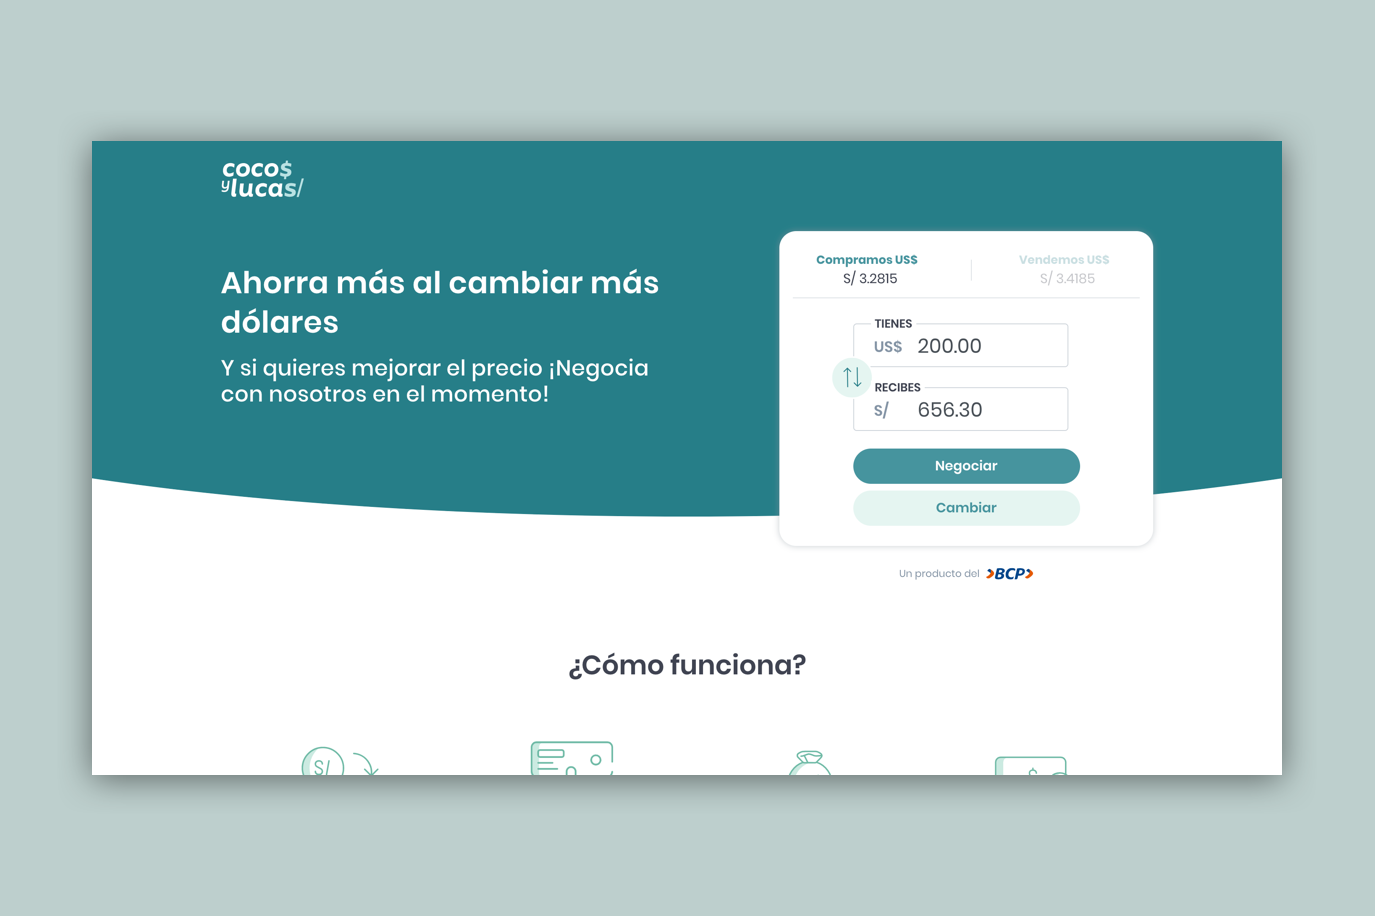 coco$
y lucas/
Ahorra más al cambiar más
dólares
Y si quieres mejorar el precio ¡Negocia
con nosotros en el momento!
Compramos US$
S/ 3.2815
Vendemos US$
S/ 3.4185
TIENES
US$ 200.00
RECIBES
S/ 656.30
Negociar
Cambiar
Un producto del BCP
¿Cómo funciona?
S/
$